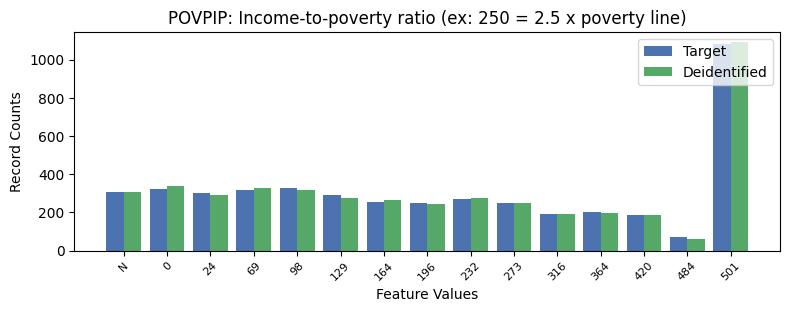 POVPIP: Income-to-poverty ratio (ex: 250 = 2.5 x poverty line)
Target
Deidentified
Record Counts
1000
800
600
400
200
0
N 0 24 69 98 129 164 196 232 273 316 364 420 484 501
Feature Values